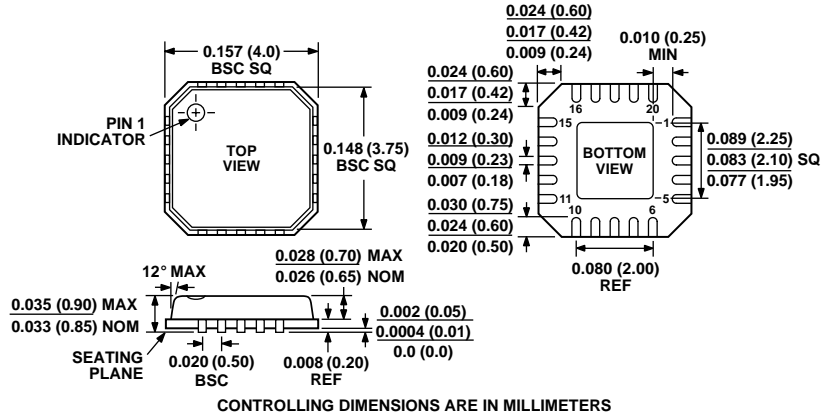 0.157 (4.0)
BSC SQ
PIN 1
INDICATOR
TOP
VIEW
0.148 (3.75)
BSC SQ
0.024 (0.60)
0.017 (0.42)
0.009 (0.24)
0.010 (0.25)
MIN
0.024 (0.60)
0.017 (0.42)
0.009 (0.24)
16
20
15
1
0.012 (0.30)
0.009 (0.23)
0.007 (0.18)
BOTTOM
VIEW
0.089 (2.25)
0.083 (2.10) SQ
0.077 (1.95)
11
5
10
6
0.030 (0.75)
0.024 (0.60)
0.020 (0.50)
0.080 (2.00)
REF
12° MAX
0.028 (0.70) MAX
0.026 (0.65) NOM
0.035 (0.90) MAX
0.033 (0.85) NOM
0.002 (0.05)
0.0004 (0.01)
0.0 (0.0)
SEATING
PLANE
0.020 (0.50)
BSC
0.008 (0.20)
REF
CONTROLLING DIMENSIONS ARE IN MILLIMETERS